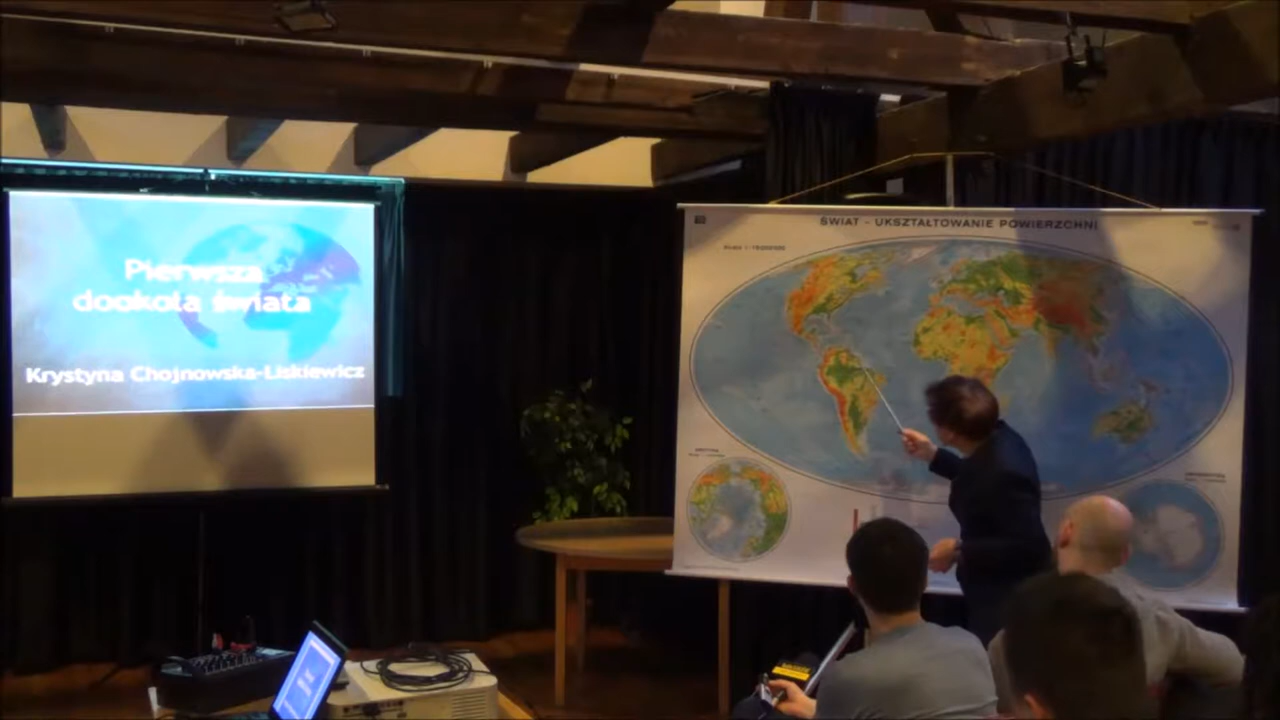 Pierwsza
dookoła świata
Krystyna Chojnowska-Liskiewicz
ŚWIAT - UKSZTAŁTOWANIE POWIERZCHNI